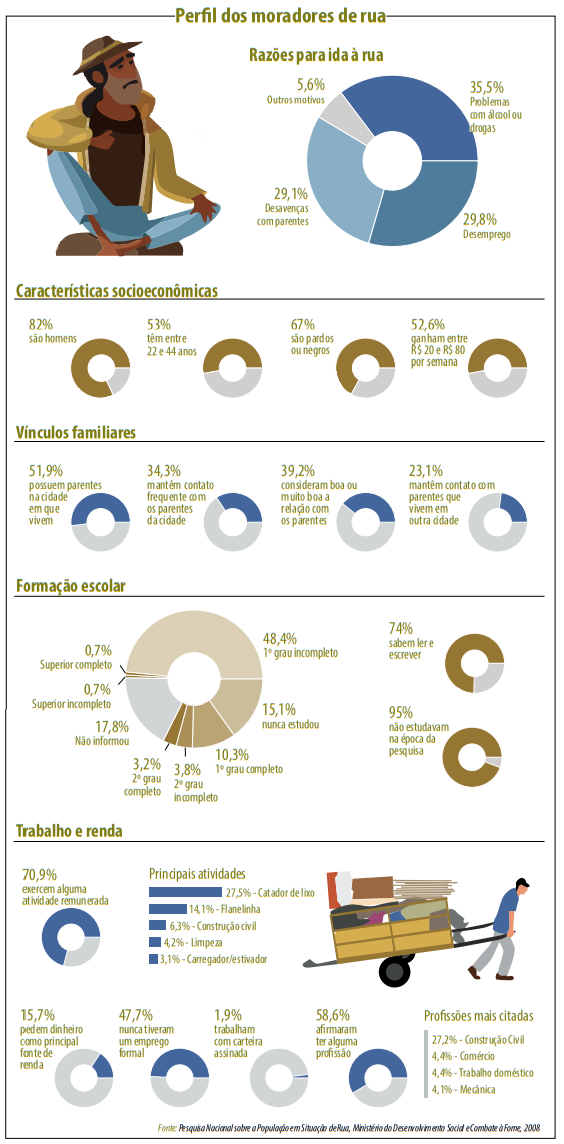 Perfil dos moradores de rua
Razões para ida à rua
5,6%
Outros motivos
35,5%
Problemas
com álcool ou
drogas
29,1%
Desavenças
com parentes
29,8%
Desemprego
Características socioeconômicas
82%
são homens
53%
têm entre
22 e 44 anos
67%
são pardos
ou negros
52,6%
ganham entre
R$ 20 e R$ 80
por semana
Vínculos familiares
51,9%
possuem parentes
na cidade
em que
vivem
34,3%
mantêm contato
frequente com
os parentes
da cidade
39,2%
consideram boa ou
muito boa a
relação com
os parentes
23,1%
mantêm contato com
parentes que
vivem em
outra cidade
Formação escolar
48,4%
1º grau incompleto
0,7%
Superior completo
0,7%
Superior incompleto
17,8%
Não informou
3,2%
2º grau
completo
3,8%
2º grau
incompleto
10,3%
1º grau completo
15,1%
nunca estudou
74%
sabem ler e
escrever
95%
não estudavam
na época da
pesquisa
Trabalho e renda
70,9%
exercem alguma
atividade remunerada
Principais atividades
27,5% - Catador de lixo
14,1% - Flanelinha
6,3% - Construção civil
4,2% - Limpeza
3,1% - Carregador/estivador
15,7%
pedem dinheiro
como principal
fonte de
renda
47,7%
nunca tiveram
um emprego
formal
1,9%
trabalham
com carteira
assinada
58,6%
afirmaram
ter alguma
profissão
Profissões mais citadas
27,2% - Construção Civil
4,4% - Comércio
4,4% - Trabalho doméstico
4,1% - Mecânica
Fonte: Pesquisa Nacional sobre a População em Situação de Rua, Ministério do Desenvolvimento Social e Combate à Fome, 2008